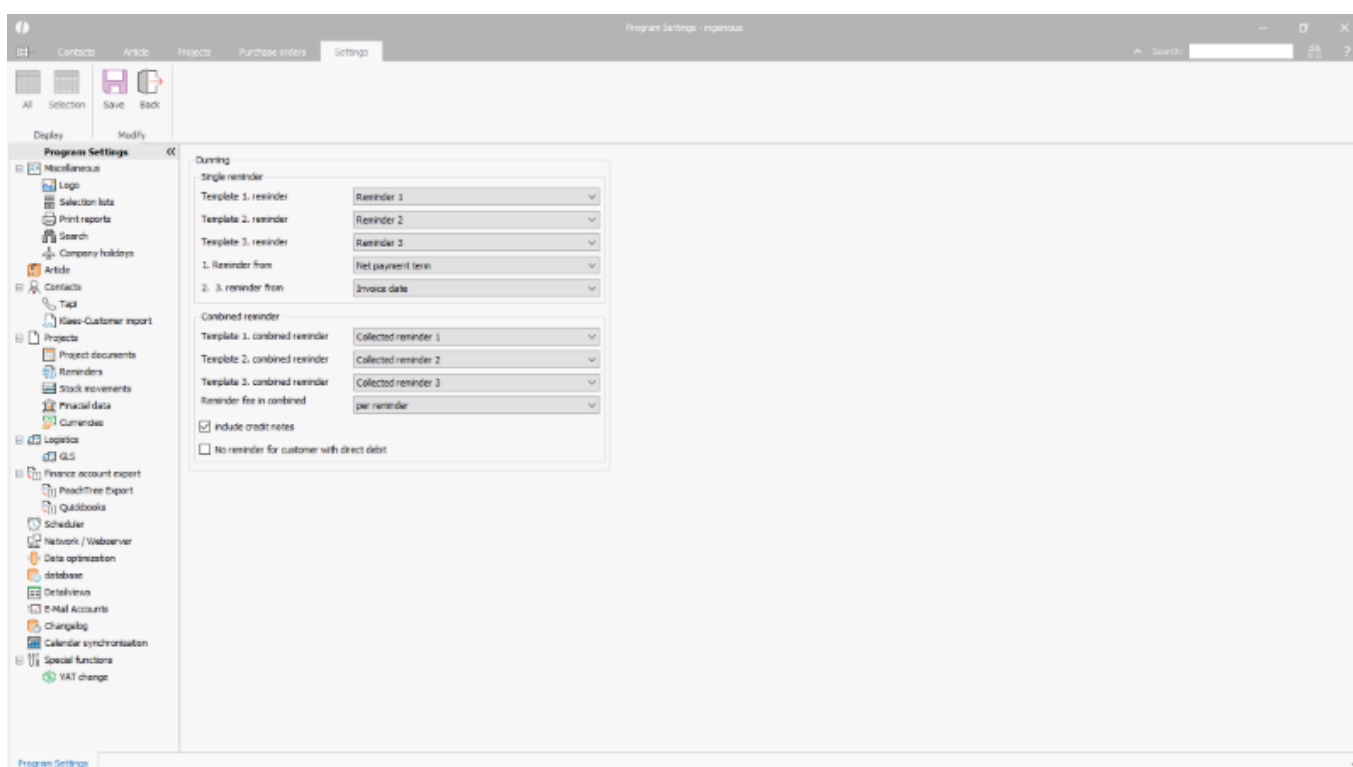 Program Settings - ingenious
Contacts Article Projects Purchase orders Settings Search:
All Selection Save Back
Display Modify
Program Settings
Miscellaneous
Logo
Selection lists
Print reports
Search
Company holidays
Article
Contacts
Tapi
Klaes-Customer import
Projects
Project documents
Reminders
Stock movements
Finacial data
Currencies
Logistics
GLS
Finance account export
PeachTree Export
Quickbooks
Scheduler
Network / Webserver
Data optimization
database
Detailviews
E-Mail Accounts
Changelog
Calendar synchronisation
Special functions
VAT change
Dunning
Single reminder
Template 1. reminder Reminder 1
Template 2. reminder Reminder 2
Template 3. reminder Reminder 3
1. Reminder from Net payment term
2. 3. reminder from Invoice date
Combined reminder
Template 1. combined reminder Collected reminder 1
Template 2. combined reminder Collected reminder 2
Template 3. combined reminder Collected reminder 3
Reminder fee in combined per reminder
include credit notes
No reminder for customer with direct debit
Program Settings